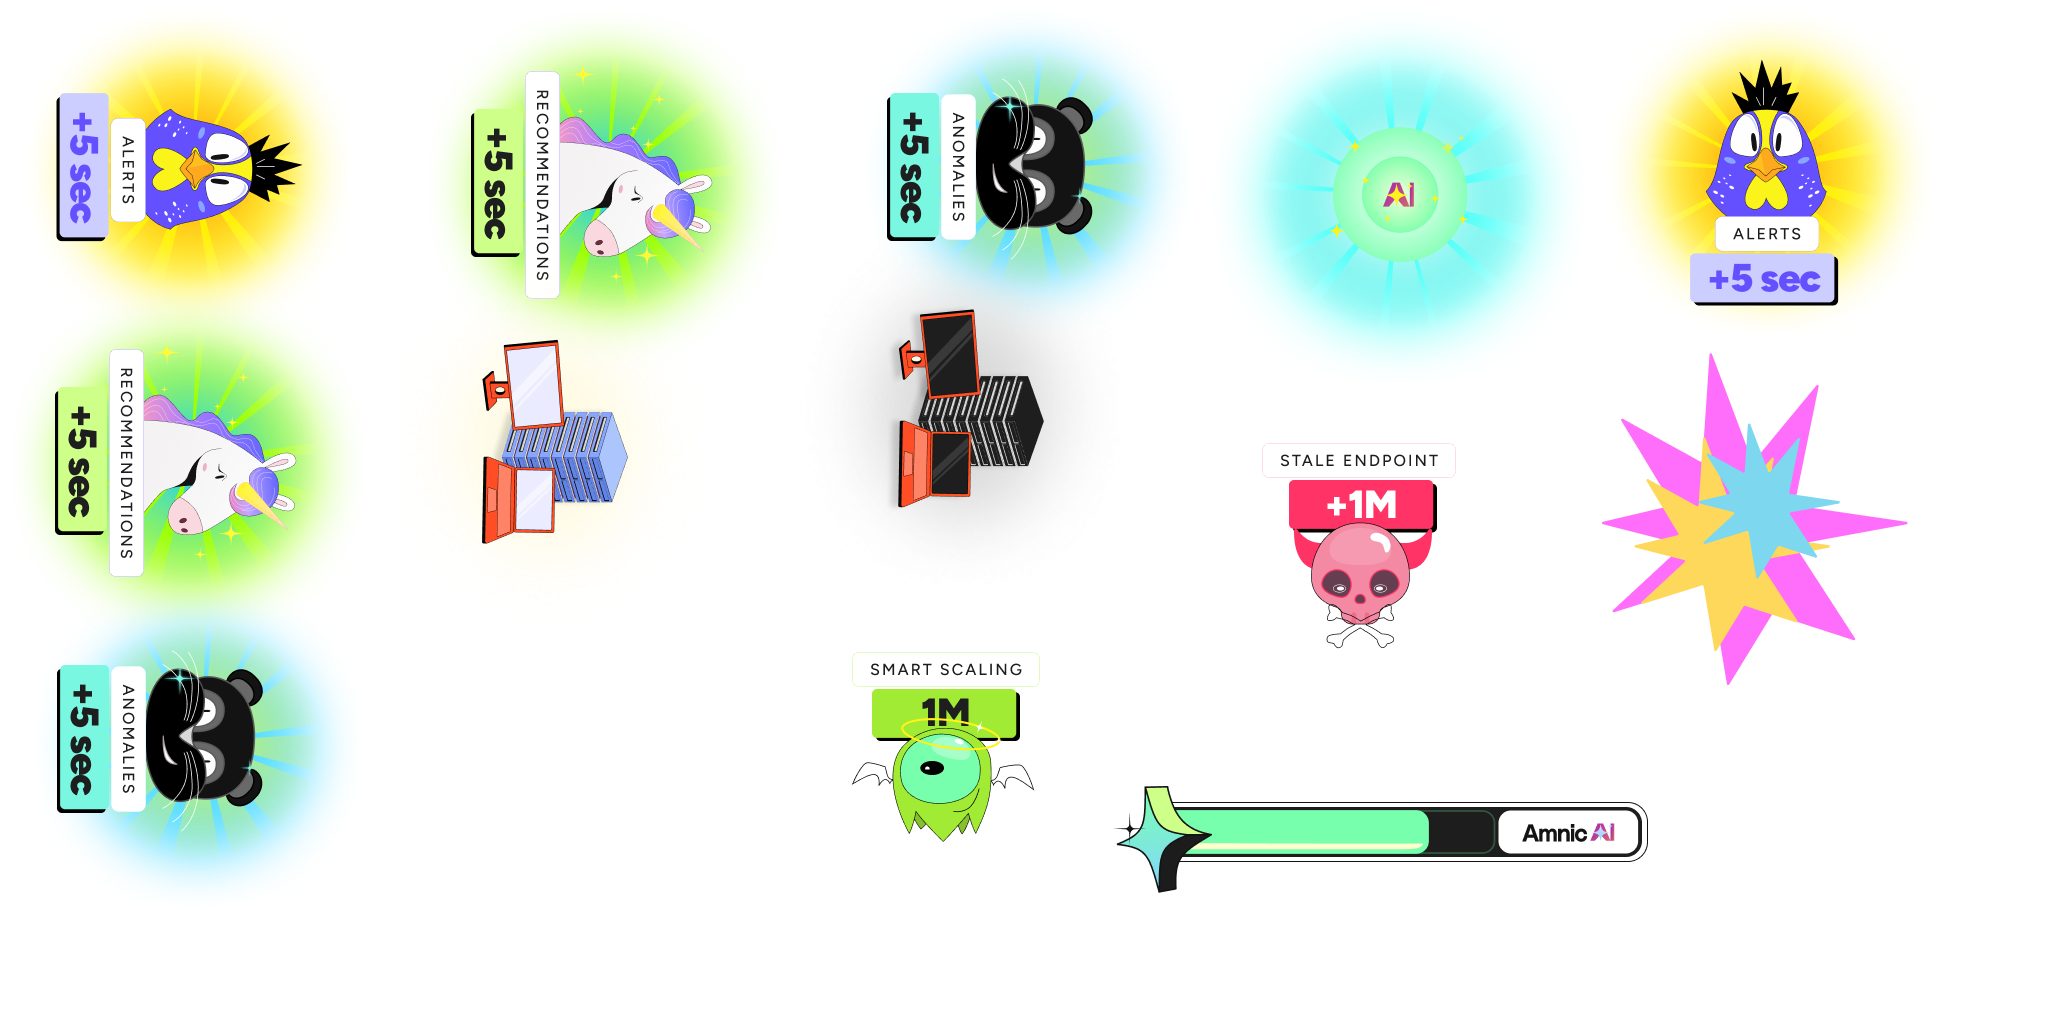 ALERTS
+5 sec
RECOMMENDATIONS
+5 sec
ANOMALIES
+5 sec
Ai
ALERTS
+5 sec
RECOMMENDATIONS
+5 sec
STALE ENDPOINT
+1M
ANOMALIES
+5 sec
SMART SCALING
1M
Amnic Ai